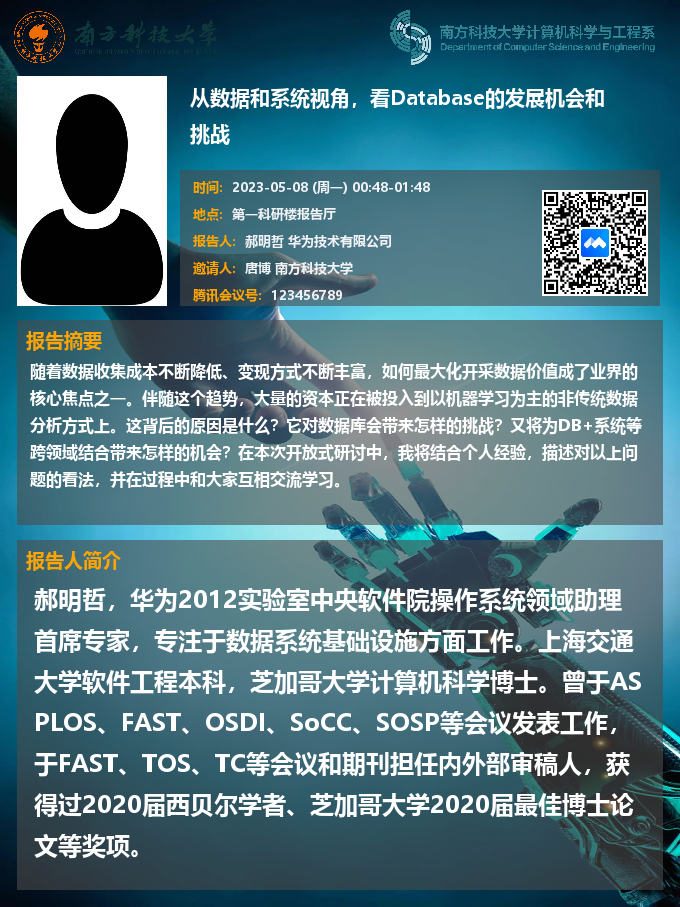 南方科技大学
南方科技大学计算机科学与工程系
Department of Computer Science and Engineering
从数据和系统视角，看Database的发展机会和
挑战
时间：2023-05-08 (周一) 00:48-01:48
地点：第一科研楼报告厅
报告人：郝明哲 华为技术有限公司
邀请人：唐博 南方科技大学
腾讯会议号：123456789
报告摘要
随着数据收集成本不断降低、变现方式不断丰富，如何最大化开采数据价值成了业界的
核心焦点之一。伴随这个趋势，大量的资本正在被投入到以机器学习为主的非传统数据
分析方式上。这背后的原因是什么？它对数据库会带来怎样的挑战？又将为DB+系统等
跨领域结合带来怎样的机会？在本次开放式研讨中，我将结合个人经验，描述对以上问
题的看法，并在过程中和大家互相交流学习。
报告人简介
郝明哲，华为2012实验室中央软件院操作系统领域助理
首席专家，专注于数据系统基础设施方面工作。上海交通
大学软件工程本科，芝加哥大学计算机科学博士。曾于AS
PLOS、FAST、OSDI、SoCC、SOSP等会议发表工作，
于FAST、TOS、TC等会议和期刊担任内外部审稿人，获
得过2020届西贝尔学者、芝加哥大学2020届最佳博士论
文等奖项。